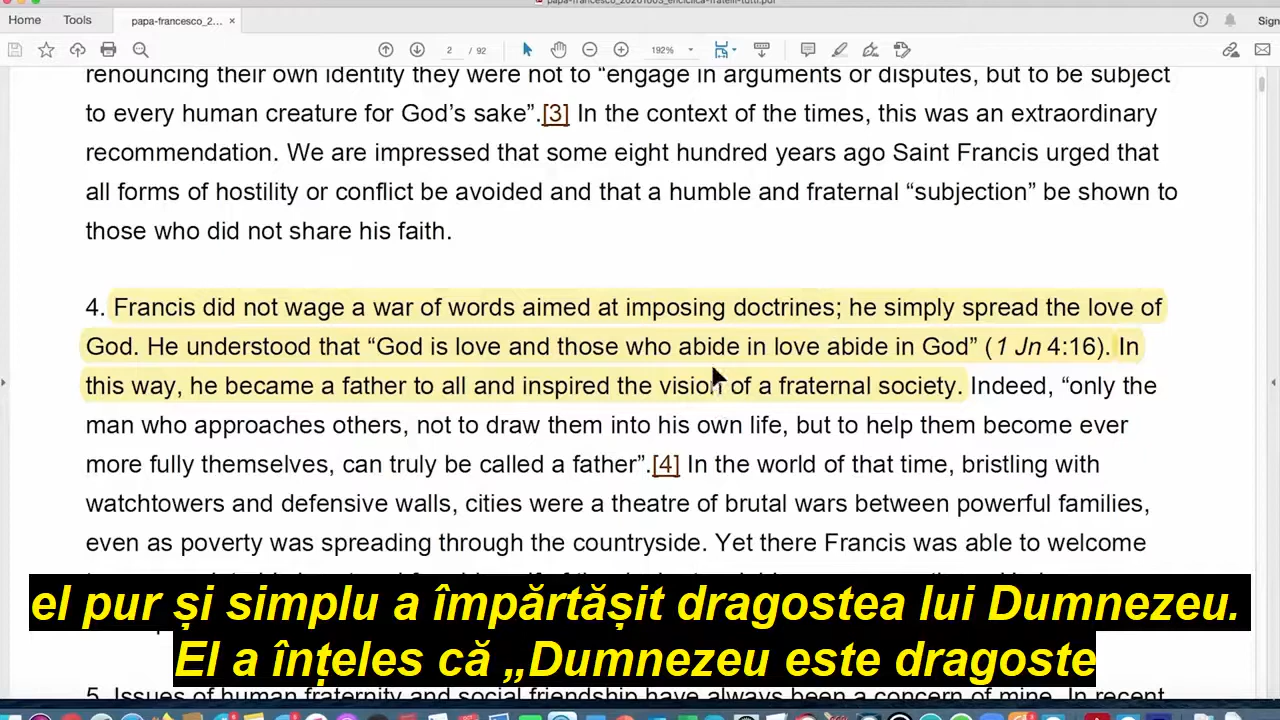 papa-francesco_20201003_enciclica-fratelli-tutti.pdf
Home Tools papa-francesco_2... × Sign
2 / 92 192%
renouncing their own identity they were not to “engage in arguments or disputes, but to be subject
to every human creature for God’s sake”.[3] In the context of the times, this was an extraordinary
recommendation. We are impressed that some eight hundred years ago Saint Francis urged that
all forms of hostility or conflict be avoided and that a humble and fraternal “subjection” be shown to
those who did not share his faith.
4. Francis did not wage a war of words aimed at imposing doctrines; he simply spread the love of
God. He understood that “God is love and those who abide in love abide in God” (1 Jn 4:16). In
this way, he became a father to all and inspired the vision of a fraternal society. Indeed, “only the
man who approaches others, not to draw them into his own life, but to help them become ever
more fully themselves, can truly be called a father”.[4] In the world of that time, bristling with
watchtowers and defensive walls, cities were a theatre of brutal wars between powerful families,
even as poverty was spreading through the countryside. Yet there Francis was able to welcome
el pur și simplu a împărtășit dragostea lui Dumnezeu.
El a înțeles că „Dumnezeu este dragoste
5. Issues of human fraternity and social friendship have always been a concern of mine. In recent